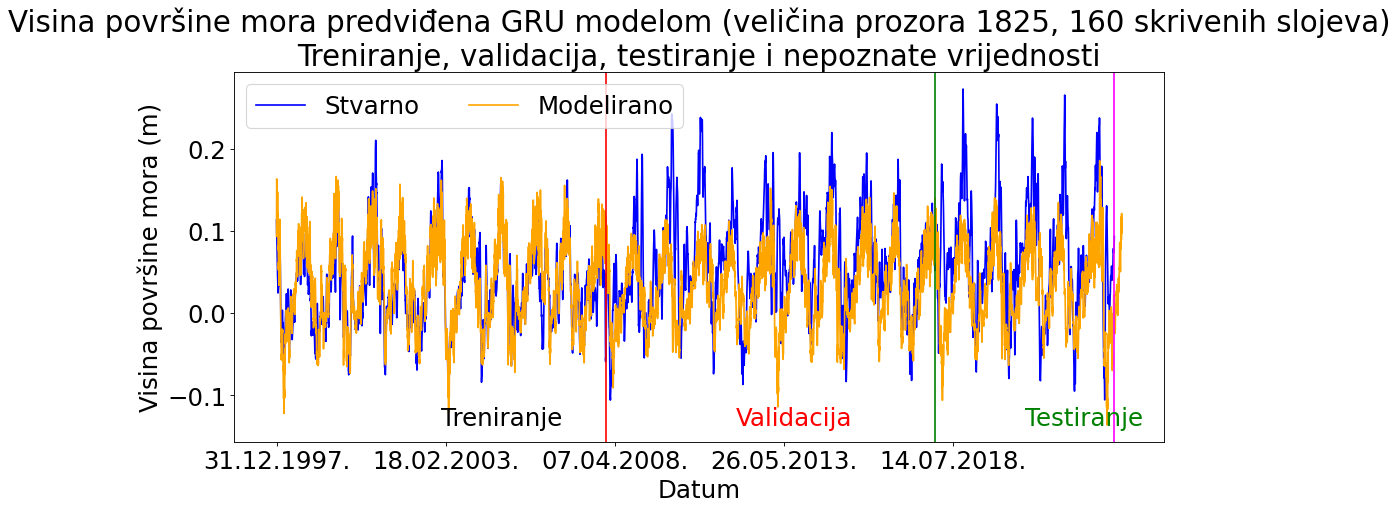 Visina površine mora predviđena GRU modelom (veličina prozora 1825, 160 skrivenih slojeva)
Treniranje, validacija, testiranje i nepoznate vrijednosti
Stvarno Modelirano
Visina površine mora (m)
0.2
0.1
0.0
−0.1
Treniranje Validacija Testiranje
31.12.1997. 18.02.2003. 07.04.2008. 26.05.2013. 14.07.2018.
Datum